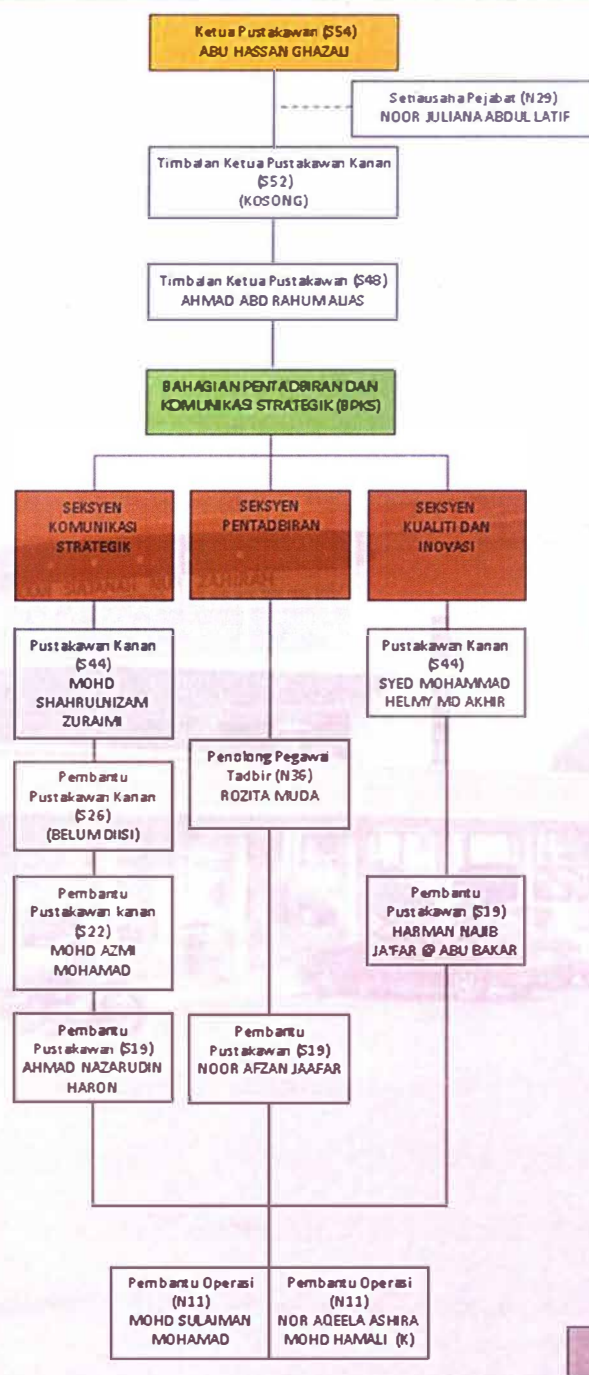 Ketua Pustakawan (S54)
ABU HASSAN GHAZALI
Setiausaha Pejabat (N29)
NOOR JULIANA ABDUL LATIF
Timbalan Ketua Pustakawan Kanan
(S52)
(KOSONG)
Timbalan Ketua Pustakawan (S48)
AHMAD ABD RAHUM ALIAS
BAHAGIAN PENTADBIRAN DAN
KOMUNIKASI STRATEGIK (BPKS)
SEKSYEN
KOMUNIKASI
STRATEGIK
SEKSYEN
PENTADBIRAN
SEKSYEN
KUALITI DAN
INOVASI
SULTANAH NUR ZAHIRAH
Pustakawan Kanan
(S44)
MOHD
SHAHRULNIZAM
ZURAIMI
Pembantu
Pustakawan Kanan
(S26)
(BELUM DIISI)
Pembantu
Pustakawan kanan
(S22)
MOHD AZMI
MOHAMAD
Pembantu
Pustakawan (S19)
AHMAD NAZARUDIN
HARON
Penolong Pegawai
Tadbir (N36)
ROZITA MUDA
Pembantu
Pustakawan (S19)
NOOR AFZAN JAAFAR
Pustakawan Kanan
(S44)
SYED MOHAMMAD
HELMY MD AKHIR
Pembantu
Pustakawan (S19)
HARMAN NAJIB
JA'FAR @ ABU BAKAR
Pembantu Operasi
(N11)
MOHD SULAIMAN
MOHAMAD
Pembantu Operasi
(N11)
NOR AQEELA ASHIRA
MOHD HAMALI (K)